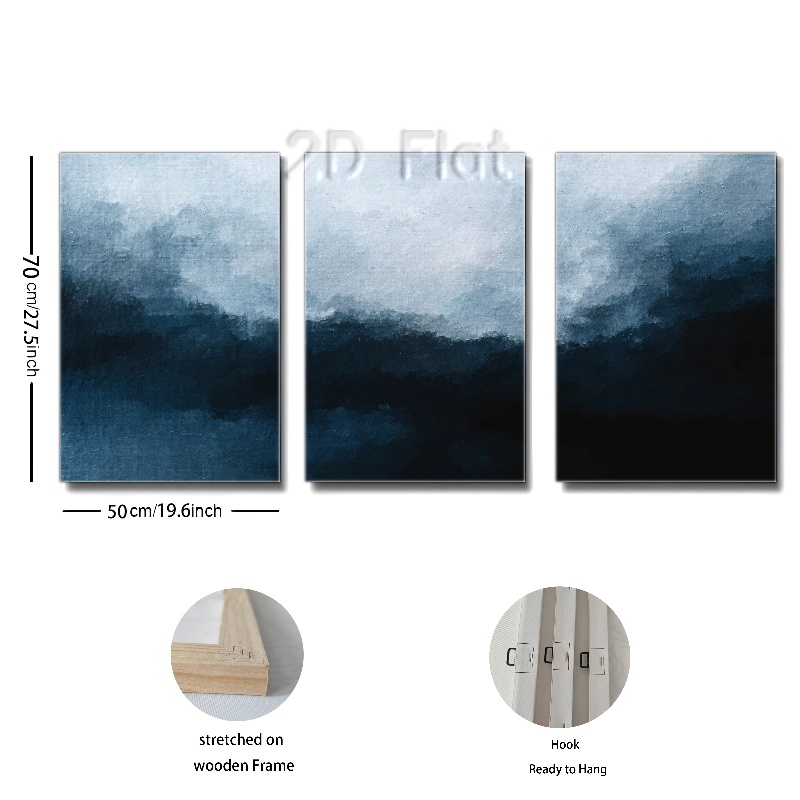 2D Flat
70 cm/27.5inch
50cm/19.6inch
stretched on
wooden Frame
Hook
Ready to Hang